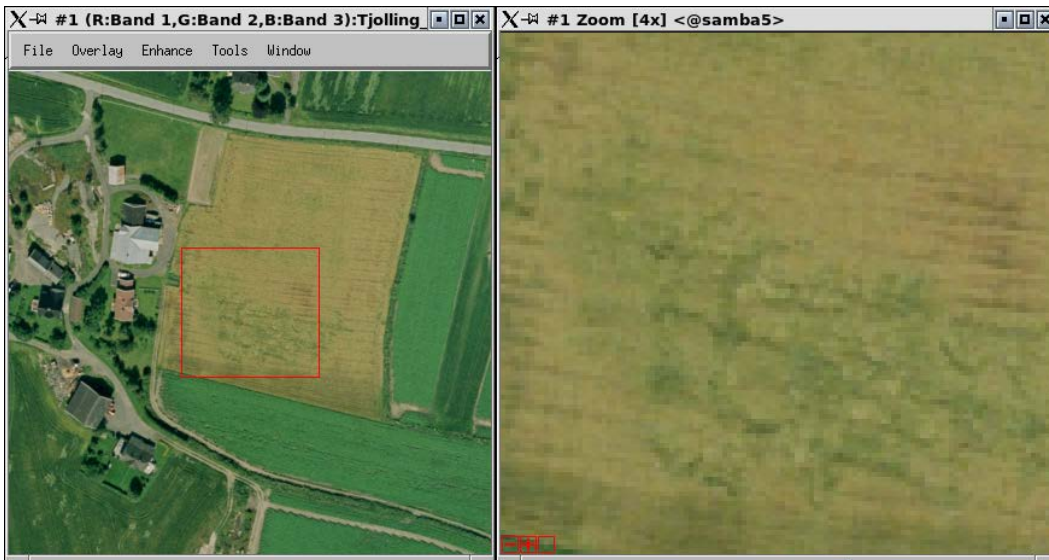 #1 (R:Band 1,G:Band 2,B:Band 3):Tjolling_
File Overlay Enhance Tools Window
#1 Zoom [4x] <@samba5>